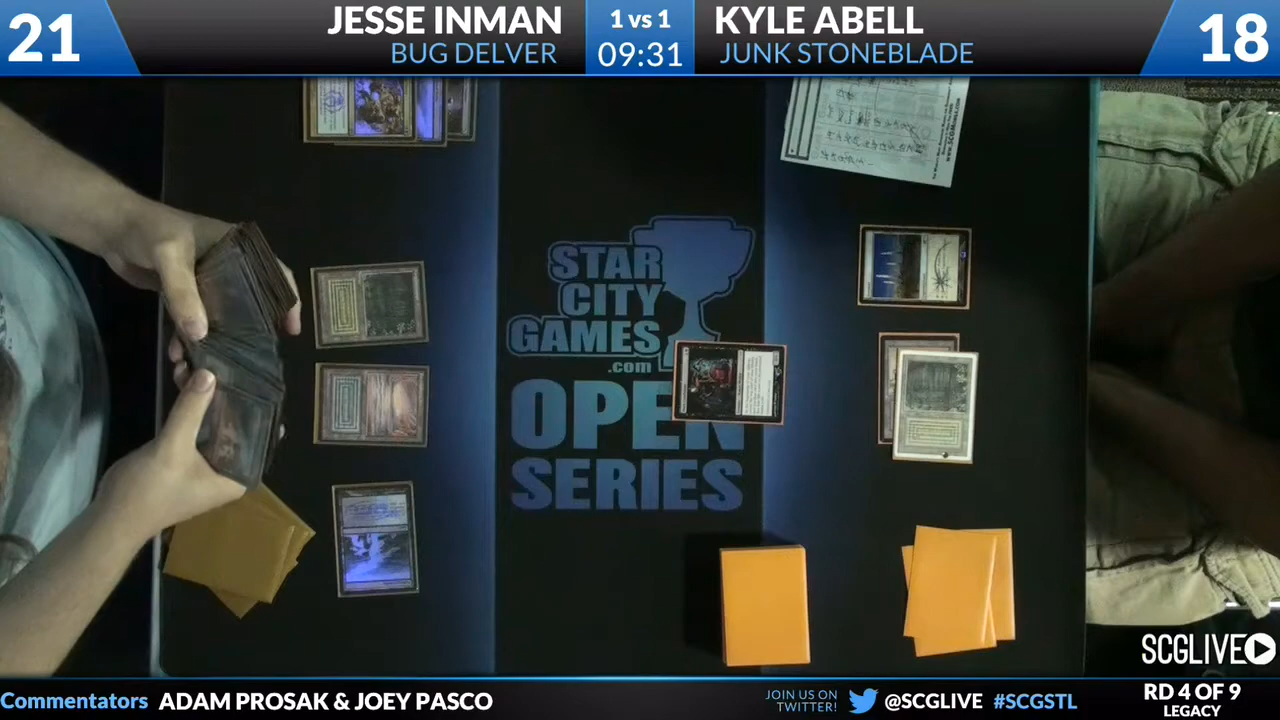 21
JESSE INMAN
BUG DELVER
1 vs 1
09:31
KYLE ABELL
JUNK STONEBLADE
18
STAR
CITY
GAMES
.com
OPEN
SERIES
SCGLIVE
Commentators ADAM PROSAK & JOEY PASCO
JOIN US ON
TWITTER!
@SCGLIVE #SCGSTL
RD 4 OF 9
LEGACY